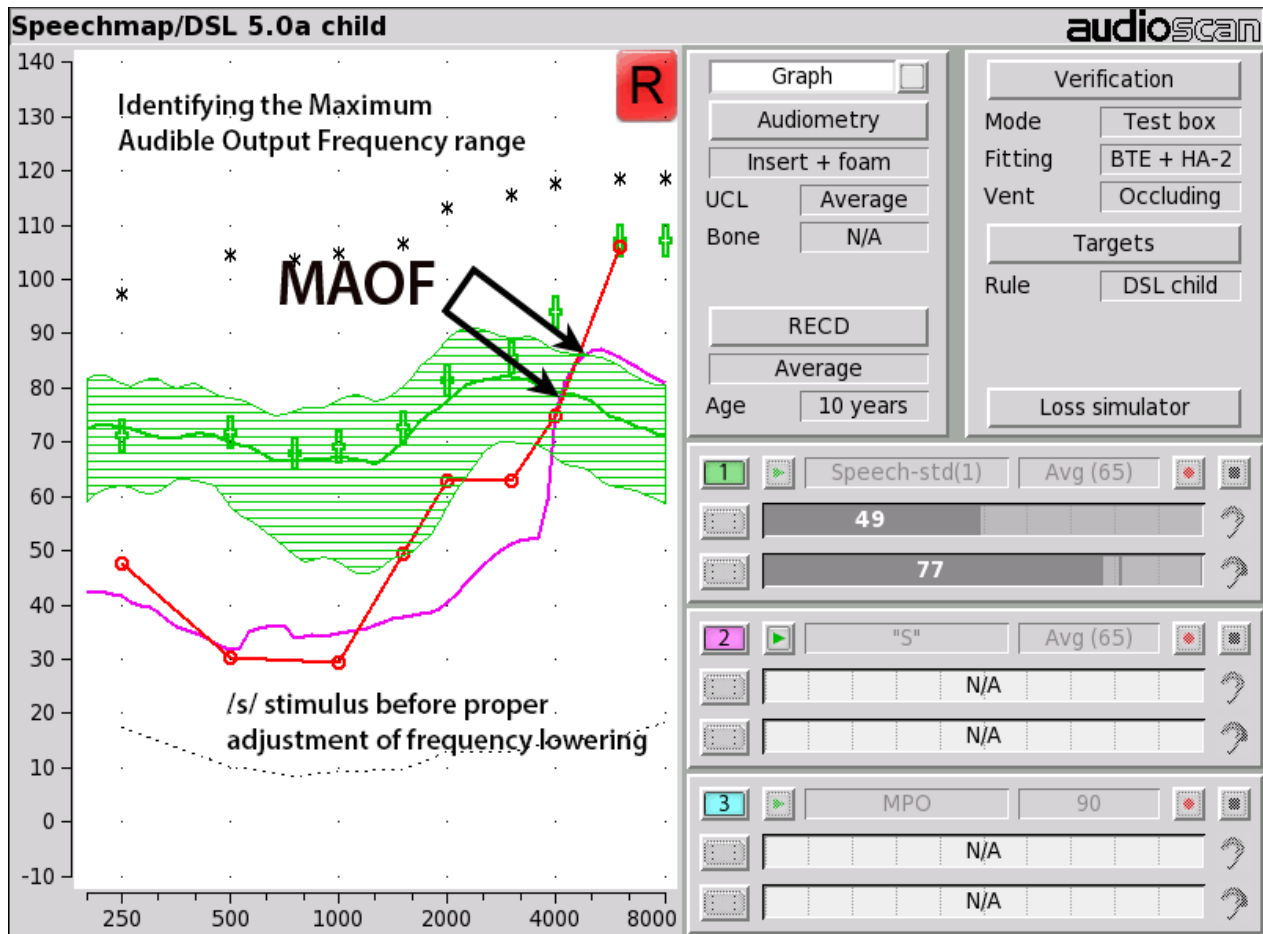 Speechmap/DSL 5.0a child
audioscan
140
130
120
110
100
90
80
70
60
50
40
30
20
10
0
-10
Identifying the Maximum
Audible Output Frequency range
R
MAOF
/s/ stimulus before proper
adjustment of frequency lowering
250 500 1000 2000 4000 8000
Graph
Audiometry
Insert + foam
UCL Average
Bone N/A
RECD
Average
Age 10 years
Verification
Mode Test box
Fitting BTE + HA-2
Vent Occluding
Targets
Rule DSL child
Loss simulator
1 Speech-std(1) Avg (65)
49
77
2 "S" Avg (65)
N/A
N/A
3 MPO 90
N/A
N/A